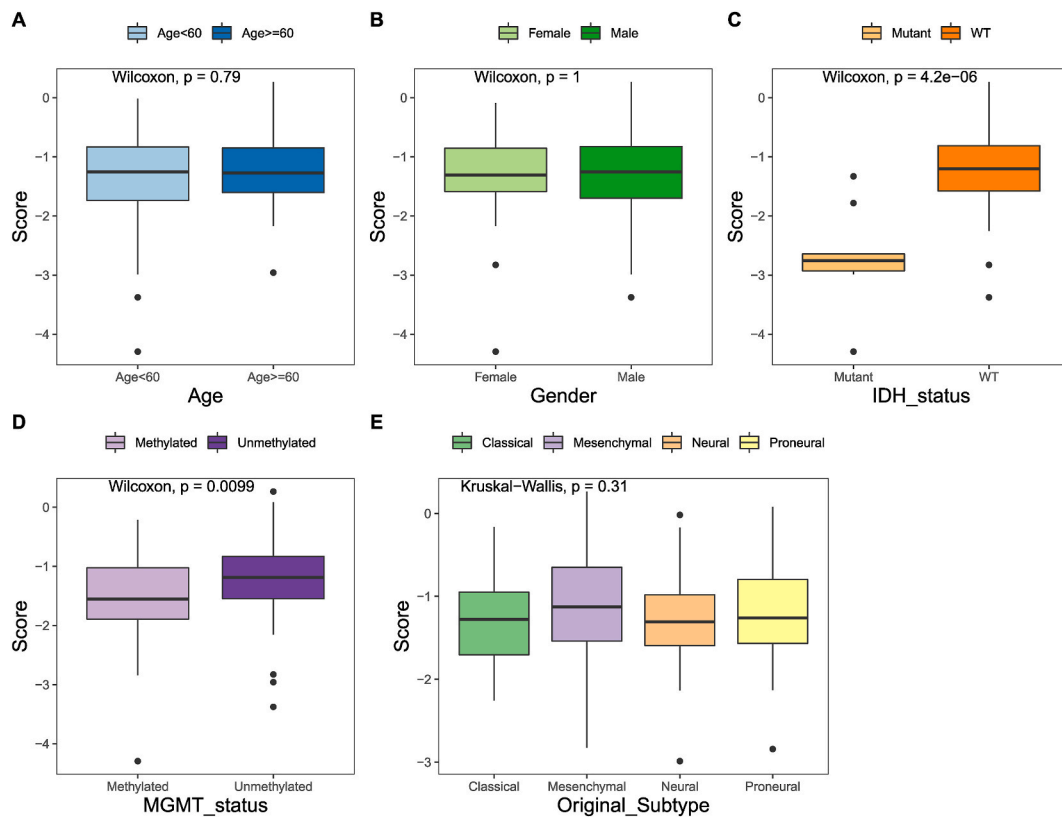 A
Age<60 Age>=60
Wilcoxon, p = 0.79
Score
0
−1
−2
−3
−4
Age<60 Age>=60
Age
B
Female Male
Wilcoxon, p = 1
Score
0
−1
−2
−3
−4
Female Male
Gender
C
Mutant WT
Wilcoxon, p = 4.2e−06
Score
0
−1
−2
−3
−4
Mutant WT
IDH_status
D
Methylated Unmethylated
Wilcoxon, p = 0.0099
Score
0
−1
−2
−3
−4
Methylated Unmethylated
MGMT_status
E
Classical Mesenchymal Neural Proneural
Kruskal−Wallis, p = 0.31
Score
0
−1
−2
−3
Classical Mesenchymal Neural Proneural
Original_Subtype